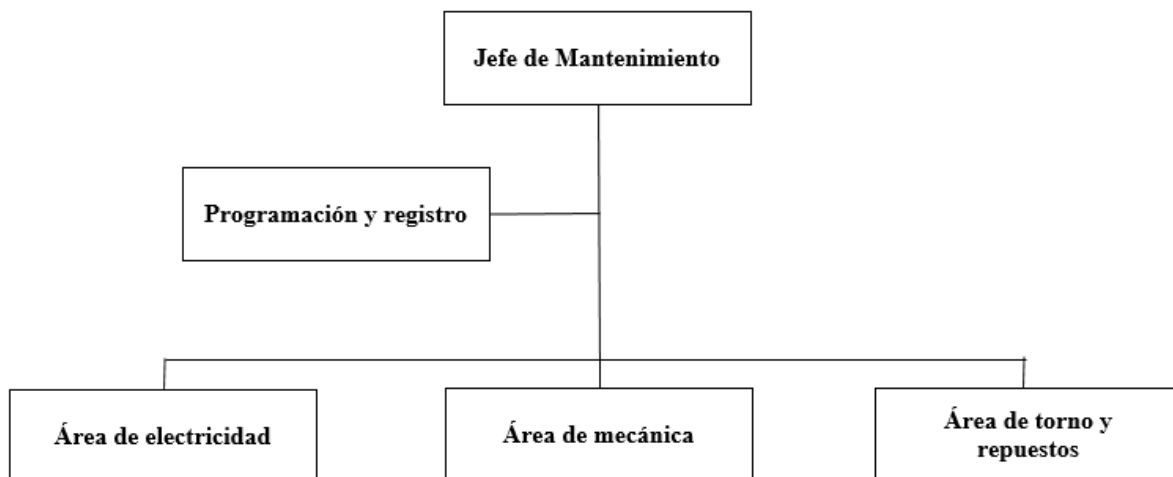 Jefe de Mantenimiento
Programación y registro
Área de electricidad
Área de mecánica
Área de torno y
repuestos